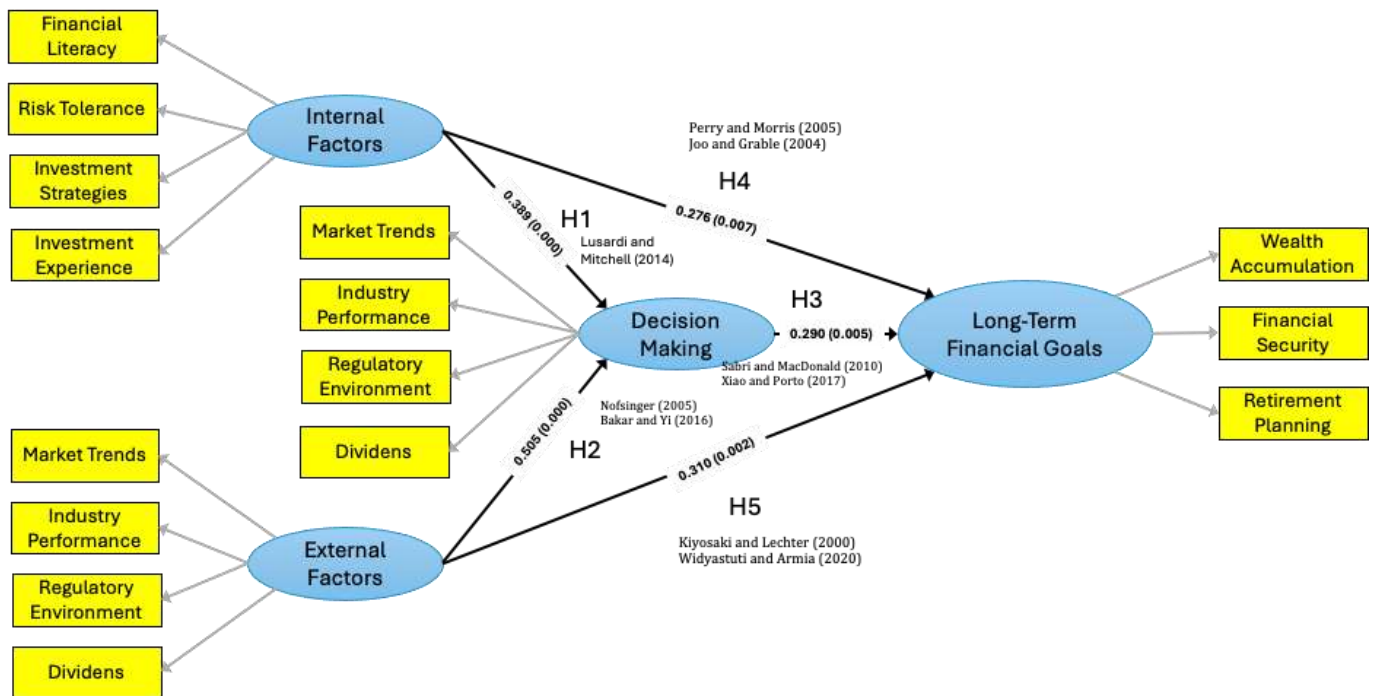 Financial
Literacy
Risk Tolerance
Investment
Strategies
Investment
Experience
Internal
Factors
Perry and Morris (2005)
Joo and Grable (2004)
H4
0.276 (0.007)
0.389 (0.000)
H1
Lusardi and
Mitchell (2014)
Market Trends
Industry
Performance
Regulatory
Environment
Dividens
Decision
Making
H3
0.290 (0.005)
Sabri and MacDonald (2010)
Xiao and Porto (2017)
Long-Term
Financial Goals
Wealth
Accumulation
Financial
Security
Retirement
Planning
Nofsinger (2005)
Bakar and Yi (2016)
0.505 (0.000)
H2
0.310 (0.002)
H5
Kiyosaki and Lechter (2000)
Widyastuti and Armia (2020)
Market Trends
Industry
Performance
Regulatory
Environment
Dividens
External
Factors